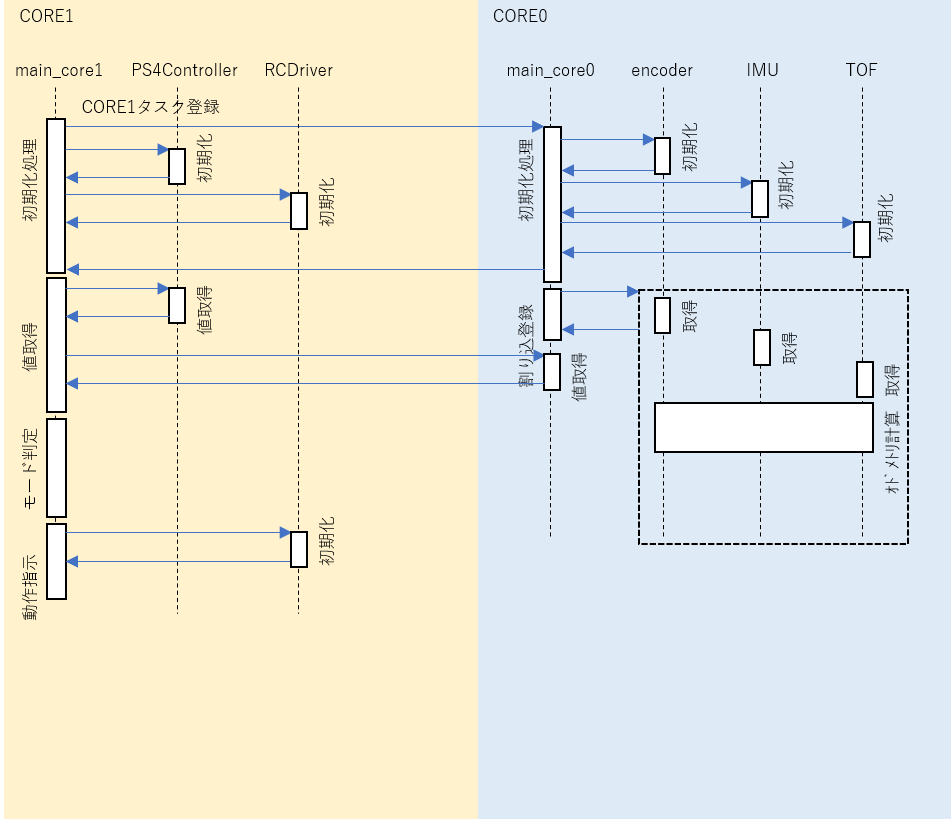 CORE1
CORE0
main_core1
PS4Controller
RCDriver
main_core0
encoder
IMU
TOF
CORE1タスク登録
初期化処理
初期化
初期化
初期化処理
初期化
初期化
初期化
値取得
値取得
割り込登録
値取得
取得
取得
取得
オドメトリ計算
モード判定
動作指示
初期化